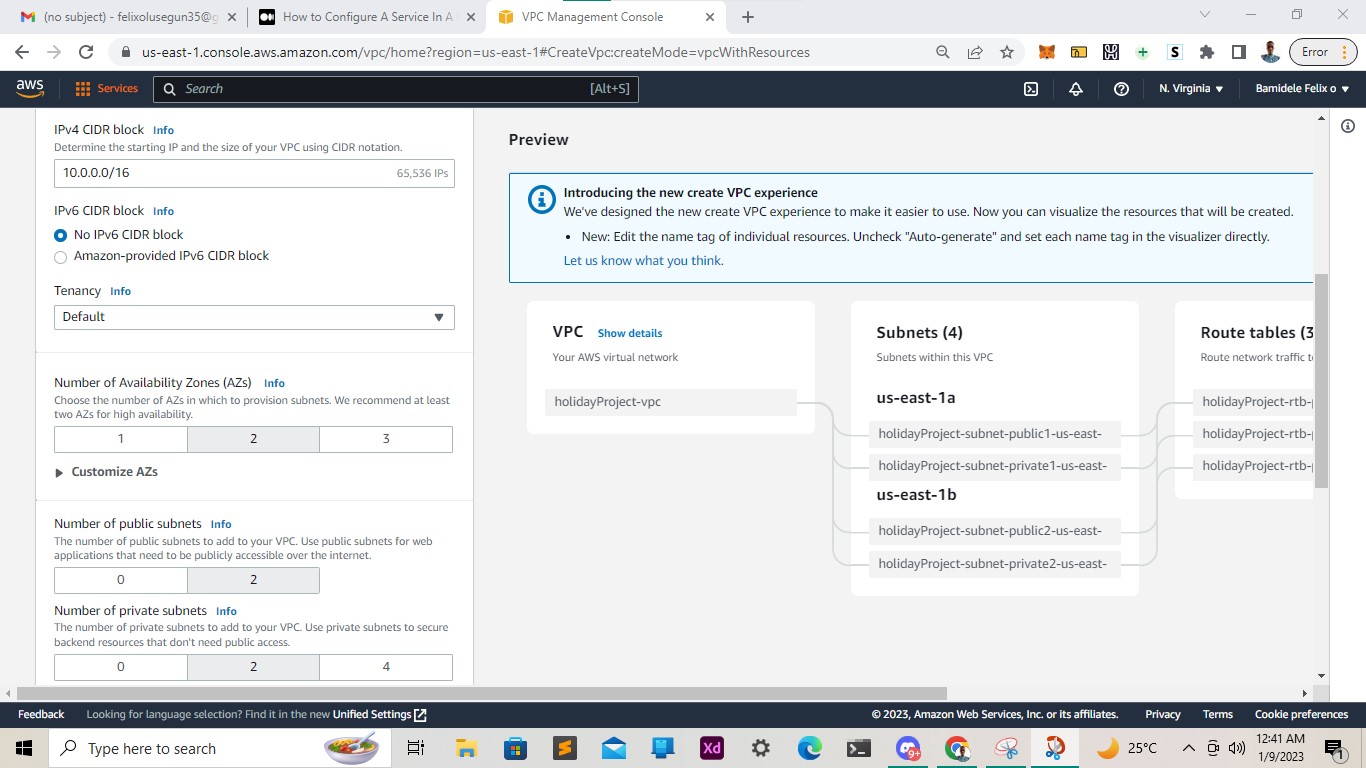 (no subject) - felixolusegun35@g
How to Configure A Service In A
VPC Management Console
us-east-1.console.aws.amazon.com/vpc/home?region=us-east-1#CreateVpc:createMode=vpcWithResources
Error
aws
Services
Search
[Alt+S]
N. Virginia
Bamidele Felix o
IPv4 CIDR block Info
Determine the starting IP and the size of your VPC using CIDR notation.
10.0.0.0/16
65,536 IPs
IPv6 CIDR block Info
No IPv6 CIDR block
Amazon-provided IPv6 CIDR block
Tenancy Info
Default
Number of Availability Zones (AZs) Info
Choose the number of AZs in which to provision subnets. We recommend at least
two AZs for high availability.
1 2 3
Customize AZs
Number of public subnets Info
The number of public subnets to add to your VPC. Use public subnets for web
applications that need to be publicly accessible over the internet.
0 2
Number of private subnets Info
The number of private subnets to add to your VPC. Use private subnets to secure
backend resources that don't need public access.
0 2 4
Preview
Introducing the new create VPC experience
We've designed the new create VPC experience to make it easier to use. Now you can visualize the resources that will be created.
• New: Edit the name tag of individual resources. Uncheck "Auto-generate" and set each name tag in the visualizer directly.
Let us know what you think.
VPC Show details
Your AWS virtual network
holidayProject-vpc
Subnets (4)
Subnets within this VPC
us-east-1a
holidayProject-subnet-public1-us-east-
holidayProject-subnet-private1-us-east-
us-east-1b
holidayProject-subnet-public2-us-east-
holidayProject-subnet-private2-us-east-
Route tables (3
Route network traffic t
holidayProject-rtb-
holidayProject-rtb-
holidayProject-rtb-
Feedback
Looking for language selection? Find it in the new Unified Settings
© 2023, Amazon Web Services, Inc. or its affiliates.
Privacy
Terms
Cookie preferences
Type here to search
Xd
9+
25°C
12:41 AM
1/9/2023
1